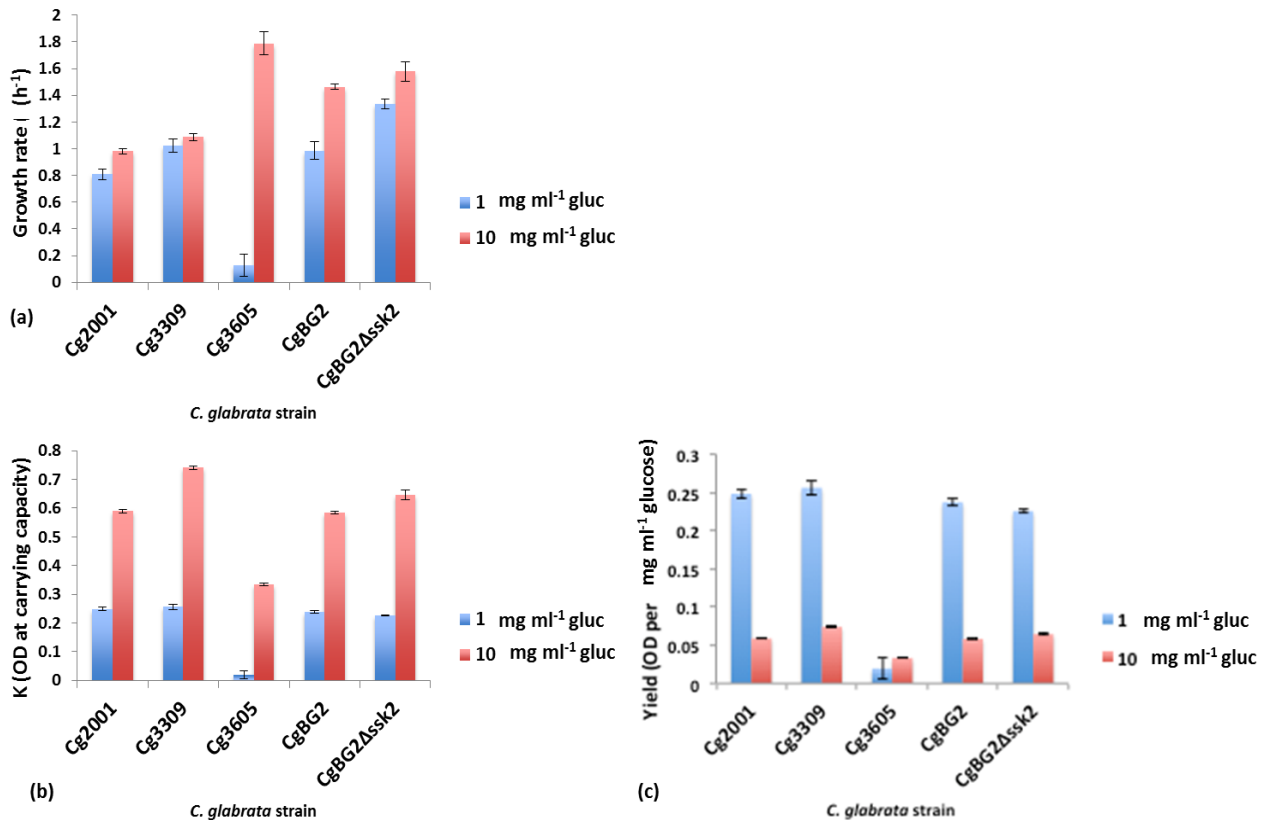 Growth rate (h-1)
2
1.8
1.6
1.4
1.2
1
0.8
0.6
0.4
0.2
0
Cg2001
Cg3309
Cg3605
CgBG2
CgBG2Δssk2
1 mg ml-1 gluc
10 mg ml-1 gluc
(a)
C. glabrata strain
K (OD at carrying capacity)
0.8
0.7
0.6
0.5
0.4
0.3
0.2
0.1
0
Cg2001
Cg3309
Cg3605
CgBG2
CgBG2Δssk2
1 mg ml-1 gluc
10 mg ml-1 gluc
(b)
C. glabrata strain
Yield (OD per mg ml-1 glucose)
0.3
0.25
0.2
0.15
0.1
0.05
0
Cg2001
Cg3309
Cg3605
CgBG2
CgBG2Δssk2
1 mg ml-1 gluc
10 mg ml-1 gluc
(c)
C. glabrata strain